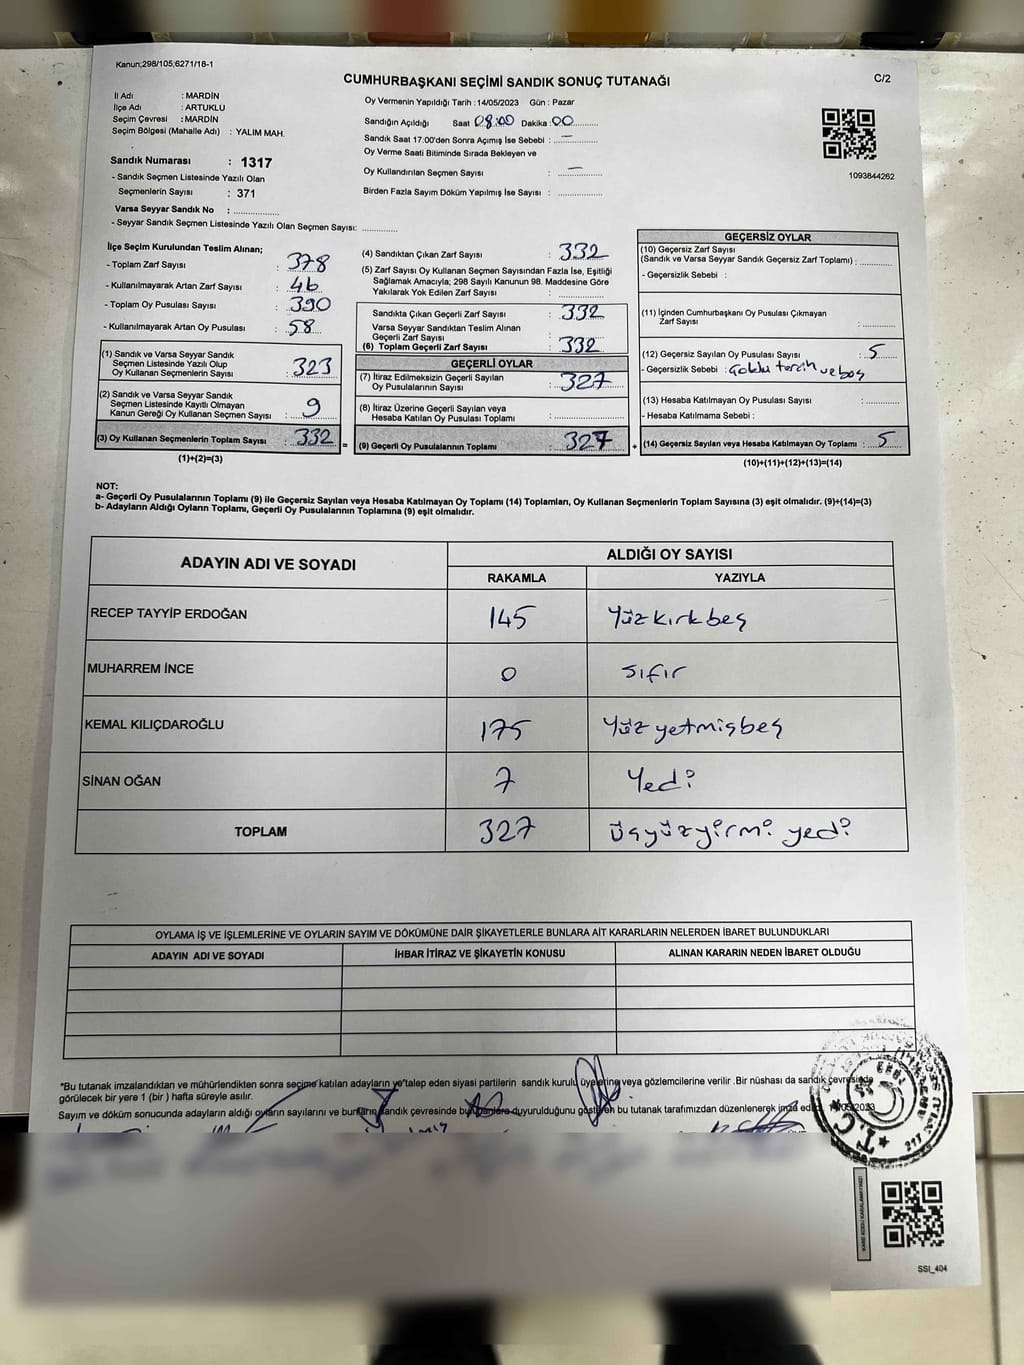 Kanun;298/105;6271/18-1
CUMHURBAŞKANI SEÇİMİ SANDIK SONUÇ TUTANAĞI
C/2
İl Adı : MARDİN
İlçe Adı : ARTUKLU
Seçim Çevresi : MARDİN
Seçim Bölgesi (Mahalle Adı) : YALIM MAH.
Sandık Numarası : 1317
- Sandık Seçmen Listesinde Yazılı Olan
Seçmenlerin Sayısı : 371
Varsa Seyyar Sandık No : ................
- Seyyar Sandık Seçmen Listesinde Yazılı Olan Seçmen Sayısı: ............
Oy Vermenin Yapıldığı Tarih : 14/05/2023 Gün : Pazar
Sandığın Açıldığı Saat 08:00 Dakika : 00
Sandık Saat 17:00'den Sonra Açımış İse Sebebi : —
Oy Verme Saati Bitiminde Sırada Bekleyen ve
Oy Kullandırılan Seçmen Sayısı : —
Birden Fazla Sayım Döküm Yapılmış İse Sayısı : ................
1093844262
İlçe Seçim Kurulundan Teslim Alınan;
- Toplam Zarf Sayısı : 378
- Kullanılmayarak Artan Zarf Sayısı : 46
- Toplam Oy Pusulası Sayısı : 390
- Kullanılmayarak Artan Oy Pusulası : 58
(1) Sandık ve Varsa Seyyar Sandık
Seçmen Listesinde Yazılı Olup
Oy Kullanan Seçmenlerin Sayısı : 323
(2) Sandık ve Varsa Seyyar Sandık
Seçmen Listesinde Kayıtlı Olmayan
Kanun Gereği Oy Kullanan Seçmen Sayısı : 9
(3) Oy Kullanan Seçmenlerin Toplam Sayısı : 332
(1)+(2)=(3)
(4) Sandıktan Çıkan Zarf Sayısı : 332
(5) Zarf Sayısı Oy Kullanan Seçmen Sayısından Fazla İse, Eşitliği
Sağlamak Amacıyla; 298 Sayılı Kanunun 98. Maddesine Göre
Yakılarak Yok Edilen Zarf Sayısı : ................
Sandıkta Çıkan Geçerli Zarf Sayısı : 332
Varsa Seyyar Sandıktan Teslim Alınan
Geçerli Zarf Sayısı : ................
(6) Toplam Geçerli Zarf Sayısı : 332
GEÇERLİ OYLAR
(7) İtiraz Edilmeksizin Geçerli Sayılan
Oy Pusulalarının Sayısı : 327
(8) İtiraz Üzerine Geçerli Sayılan veya
Hesaba Katılan Oy Pusulası Toplamı : ................
= (9) Geçerli Oy Pusulalarının Toplamı : 327
GEÇERSİZ OYLAR
(10) Geçersiz Zarf Sayısı
(Sandık ve Varsa Seyyar Sandık Geçersiz Zarf Toplamı) : .........
- Geçersizlik Sebebi :
(11) İçinden Cumhurbaşkanı Oy Pusulası Çıkmayan
Zarf Sayısı : ..........
(12) Geçersiz Sayılan Oy Pusulası Sayısı : 5
- Geçersizlik Sebebi : Çoklu tercih ve boş
(13) Hesaba Katılmayan Oy Pusulası Sayısı : ..........
- Hesaba Katılmama Sebebi :
+ (14) Geçersiz Sayılan veya Hesaba Katılmayan Oy Toplamı : 5
(10)+(11)+(12)+(13)=(14)
NOT:
a- Geçerli Oy Pusulalarının Toplamı (9) ile Geçersiz Sayılan veya Hesaba Katılmayan Oy Toplamı (14) Toplamları, Oy Kullanan Seçmenlerin Toplam Sayısına (3) eşit olmalıdır. (9)+(14)=(3)
b- Adayların Aldığı Oyların Toplamı, Geçerli Oy Pusulalarının Toplamına (9) eşit olmalıdır.
ADAYIN ADI VE SOYADI
ALDIĞI OY SAYISI
RAKAMLA YAZIYLA
RECEP TAYYİP ERDOĞAN 145 Yüz kırk beş
MUHARREM İNCE 0 sıfır
KEMAL KILIÇDAROĞLU 175 Yüz yetmiş beş
SİNAN OĞAN 7 Yedi
TOPLAM 327 üçyüzyirmi yedi
OYLAMA İŞ VE İŞLEMLERİNE VE OYLARIN SAYIM VE DÖKÜMÜNE DAİR ŞİKAYETLERLE BUNLARA AİT KARARLARIN NELERDEN İBARET BULUNDUKLARI
ADAYIN ADI VE SOYADI İHBAR İTİRAZ VE ŞİKAYETİN KONUSU ALINAN KARARIN NEDEN İBARET OLDUĞU
*Bu tutanak imzalandıktan ve mühürlendikten sonra seçime katılan adayların ve talep eden siyasi partilerin sandık kurulu üyelerine veya gözlemcilerine verilir .Bir nüshası da sandık çevresinde
görülecek bir yere 1 (bir ) hafta süreyle asılır.
Sayım ve döküm sonucunda adayların aldığı oyların sayılarını ve bunların sandık çevresinde bulunanlara duyurulduğunu gösteren bu tutanak tarafımızdan düzenlenerek imza edildi.
T.C.
KARE KODU KARALAMAYINIZ!
SSI_404